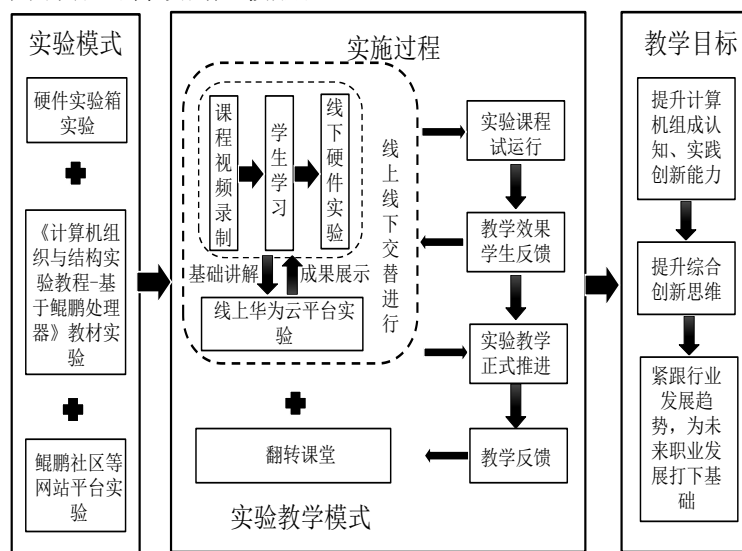 实验模式
硬件实验箱
实验
《计算机组
织与结构实
验教程-基
于鲲鹏处理
器》教材实
验
鲲鹏社区等
网站平台实
验
实施过程
课程视频录制
学生学习
线下硬件实验
线上线下交替进行
基础讲解
成果展示
线上华为云平台实
验
翻转课堂
实验教学模式
实验课程
试运行
教学效果
学生反馈
实验教学
正式推进
教学反馈
教学目标
提升计算
机组成认
知、实践
创新能力
提升综合
创新思维
紧跟行业
发展趋
势，为未
来职业发
展打下基
础